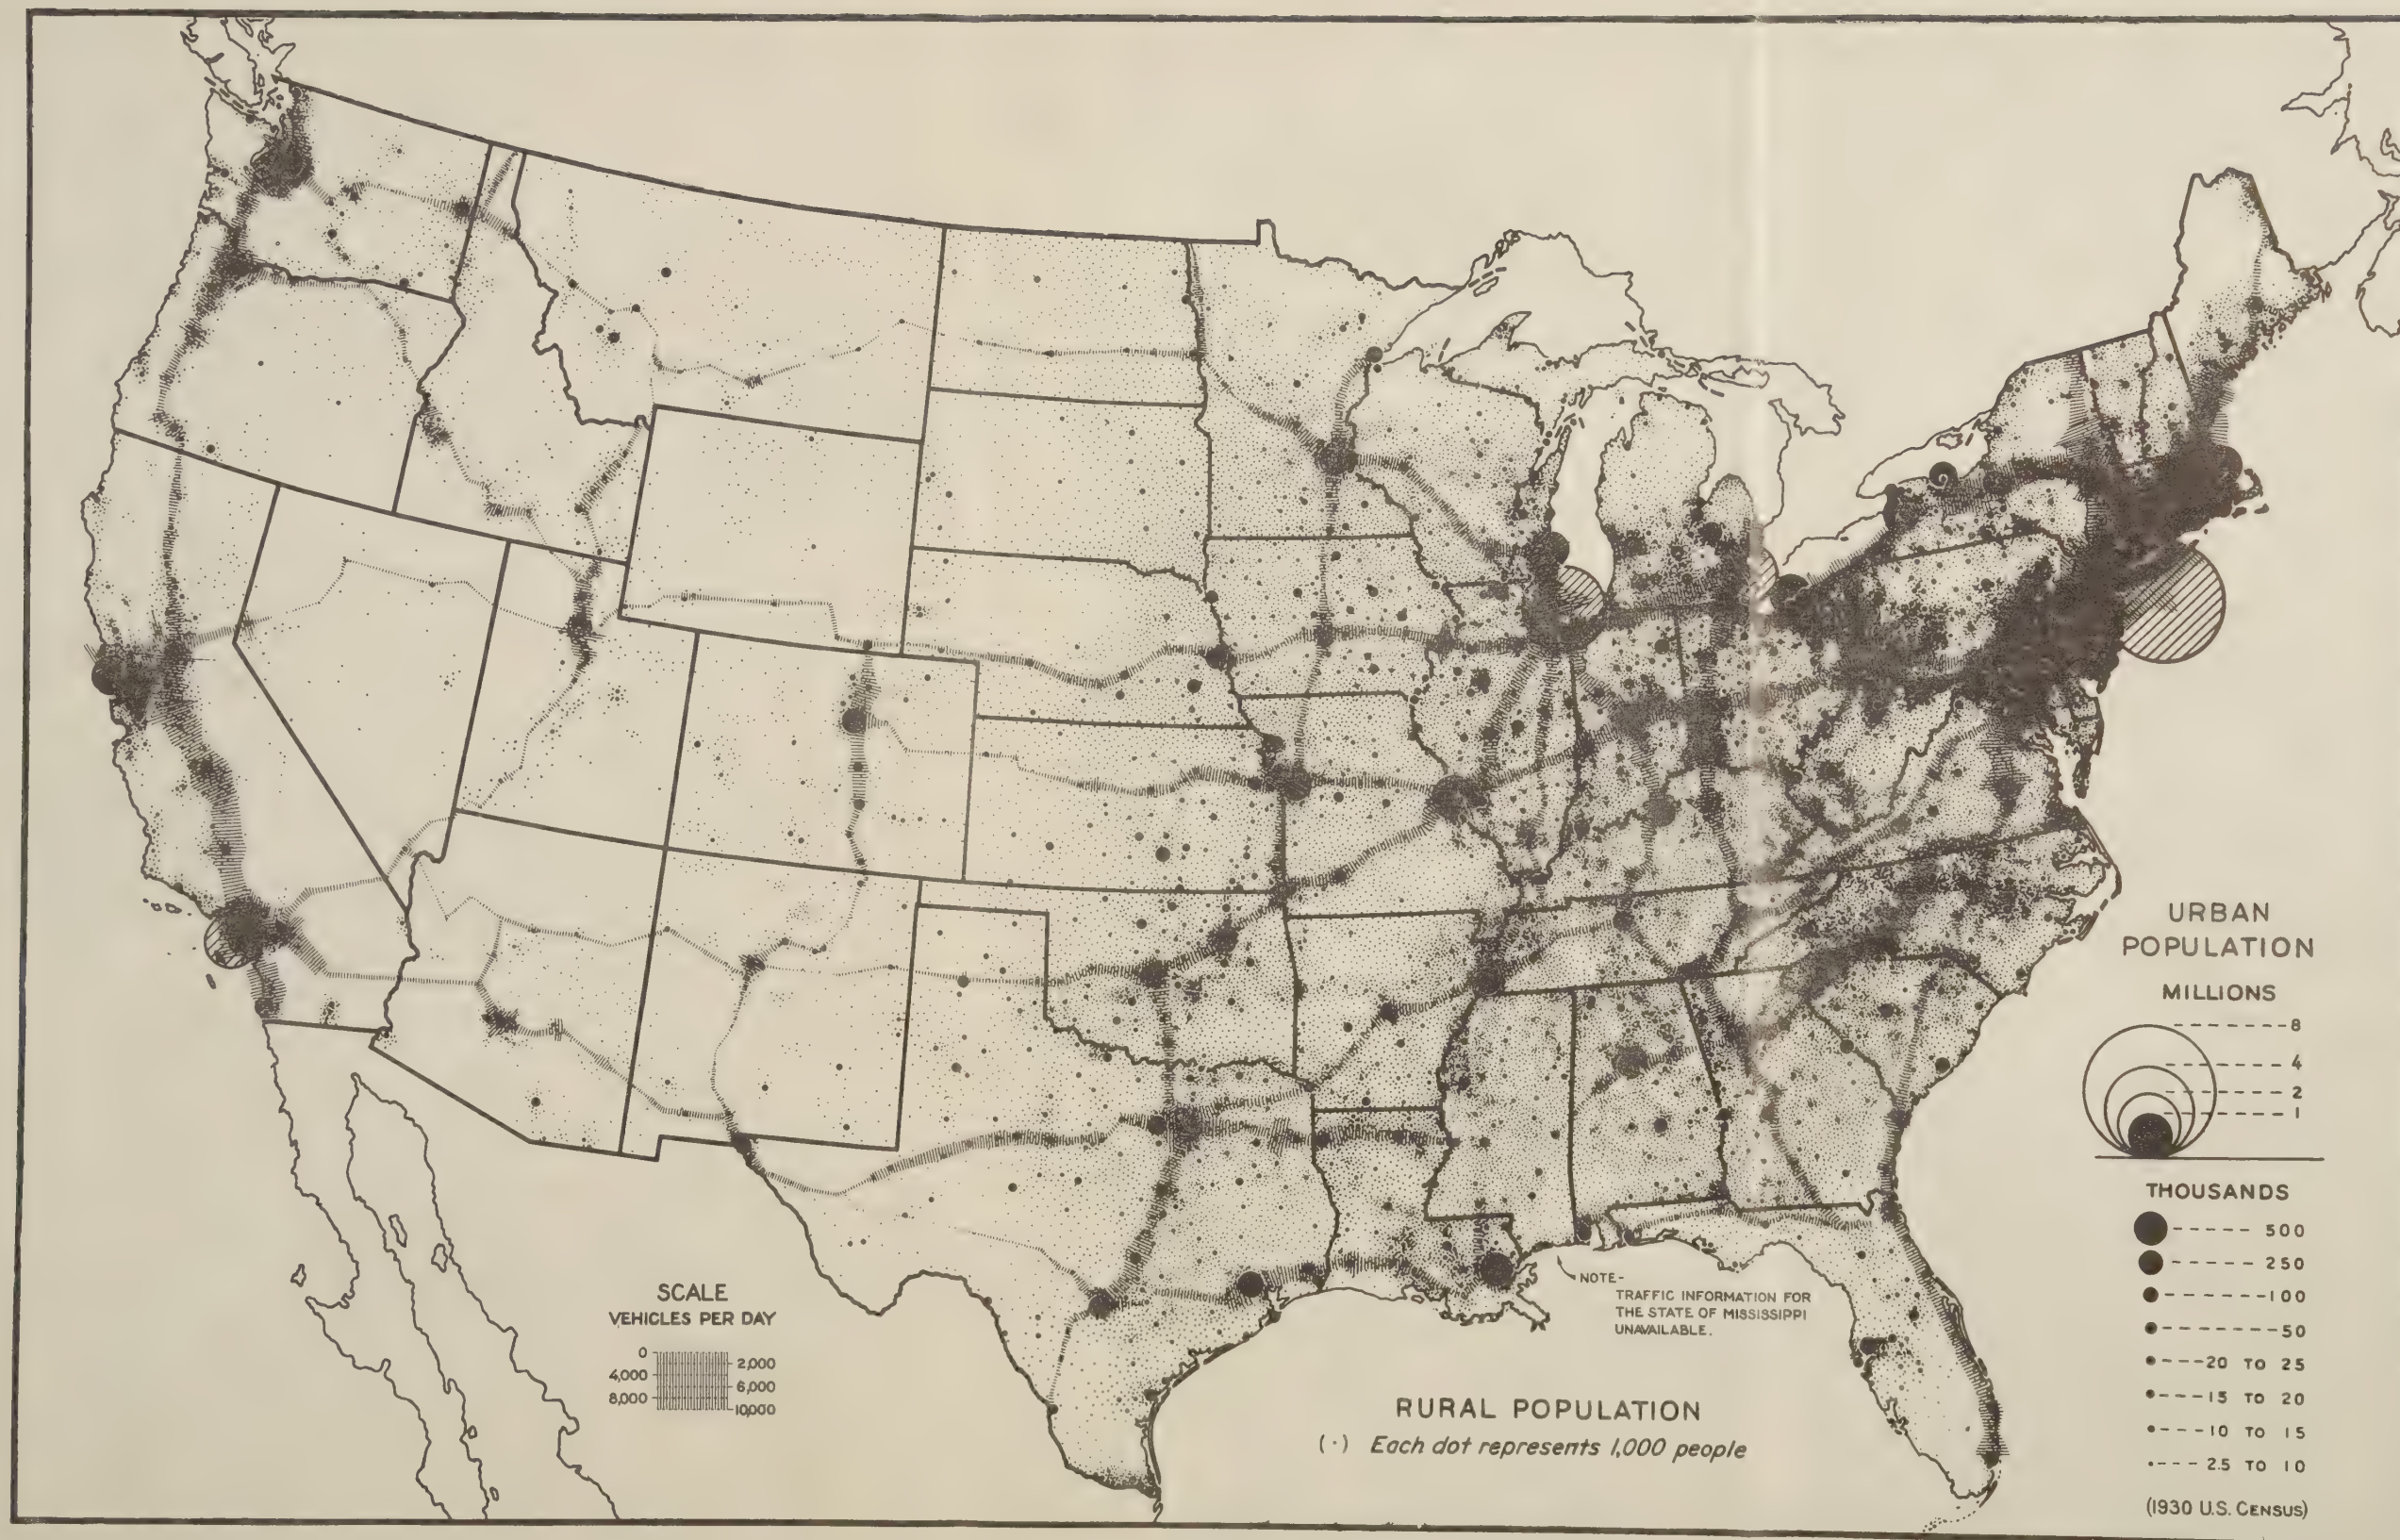 URBAN
POPULATION
MILLIONS
8
4
2
1
THOUSANDS
500
250
100
50
20 TO 25
15 TO 20
10 TO 15
2.5 TO 10
(1930 U.S. CENSUS)
SCALE
VEHICLES PER DAY
0
2,000
4,000
6,000
8,000
10,000
NOTE-
TRAFFIC INFORMATION FOR
THE STATE OF MISSISSIPPI
UNAVAILABLE.
RURAL POPULATION
(·) Each dot represents 1,000 people